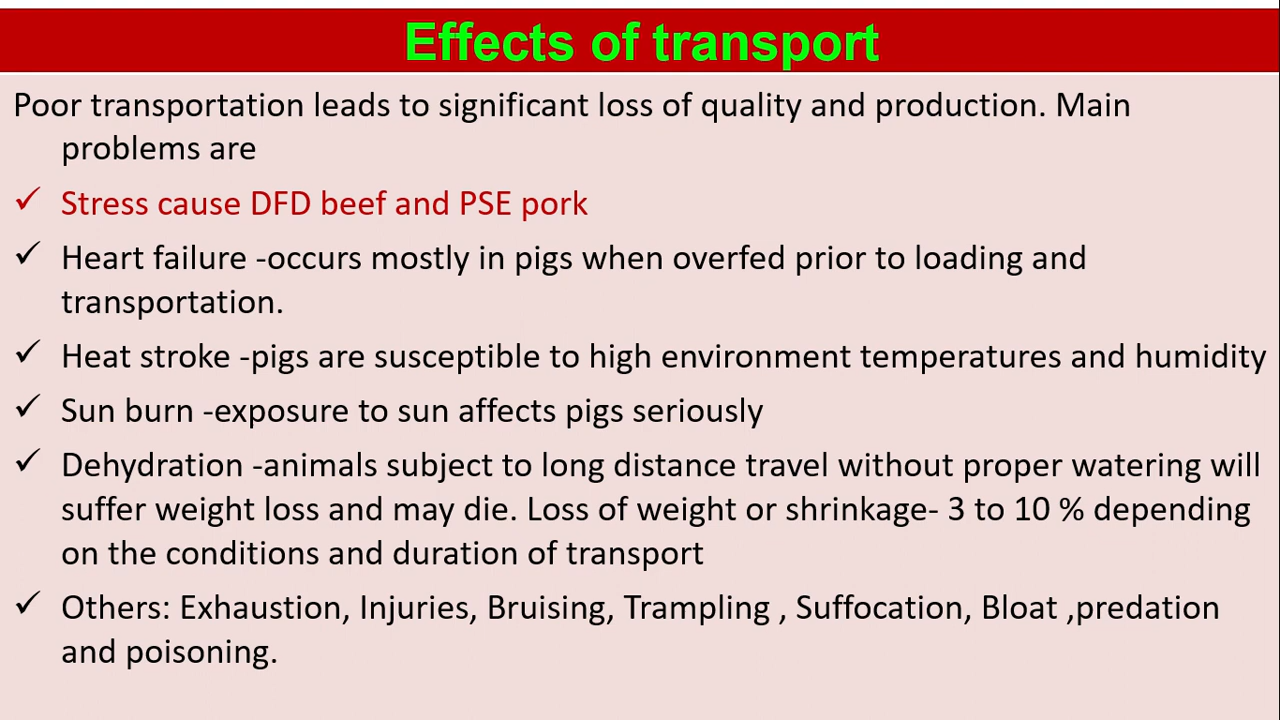 Effects of transport
Poor transportation leads to significant loss of quality and production. Main
problems are
✓ Stress cause DFD beef and PSE pork
✓ Heart failure -occurs mostly in pigs when overfed prior to loading and
transportation.
✓ Heat stroke -pigs are susceptible to high environment temperatures and humidity
✓ Sun burn -exposure to sun affects pigs seriously
✓ Dehydration -animals subject to long distance travel without proper watering will
suffer weight loss and may die. Loss of weight or shrinkage- 3 to 10 % depending
on the conditions and duration of transport
✓ Others: Exhaustion, Injuries, Bruising, Trampling , Suffocation, Bloat ,predation
and poisoning.